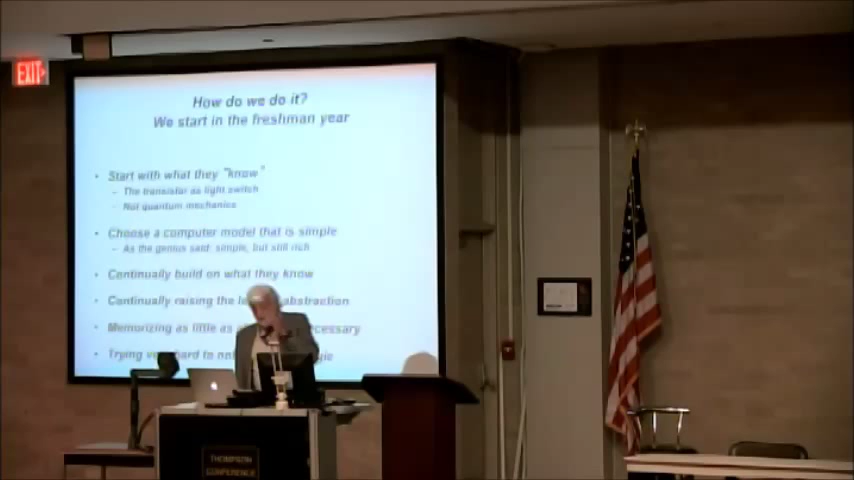 EXIT
How do we do it?
We start in the freshman year
• Start with what they "know"
– The transistor as light switch
– Not quantum mechanics
• Choose a computer model that is simple
– As the genius said: simple, but still rich
• Continually build on what they know
• Continually raising the abstraction
• Memorizing as little as
• Trying hard to not
THOMPSON
CONFERENCE